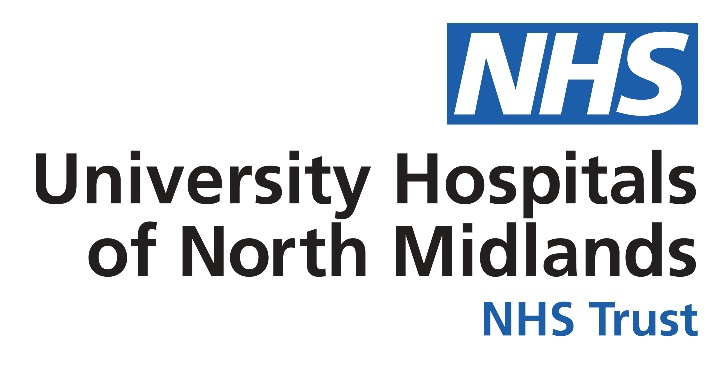 NHS
University Hospitals
of North Midlands
NHS Trust